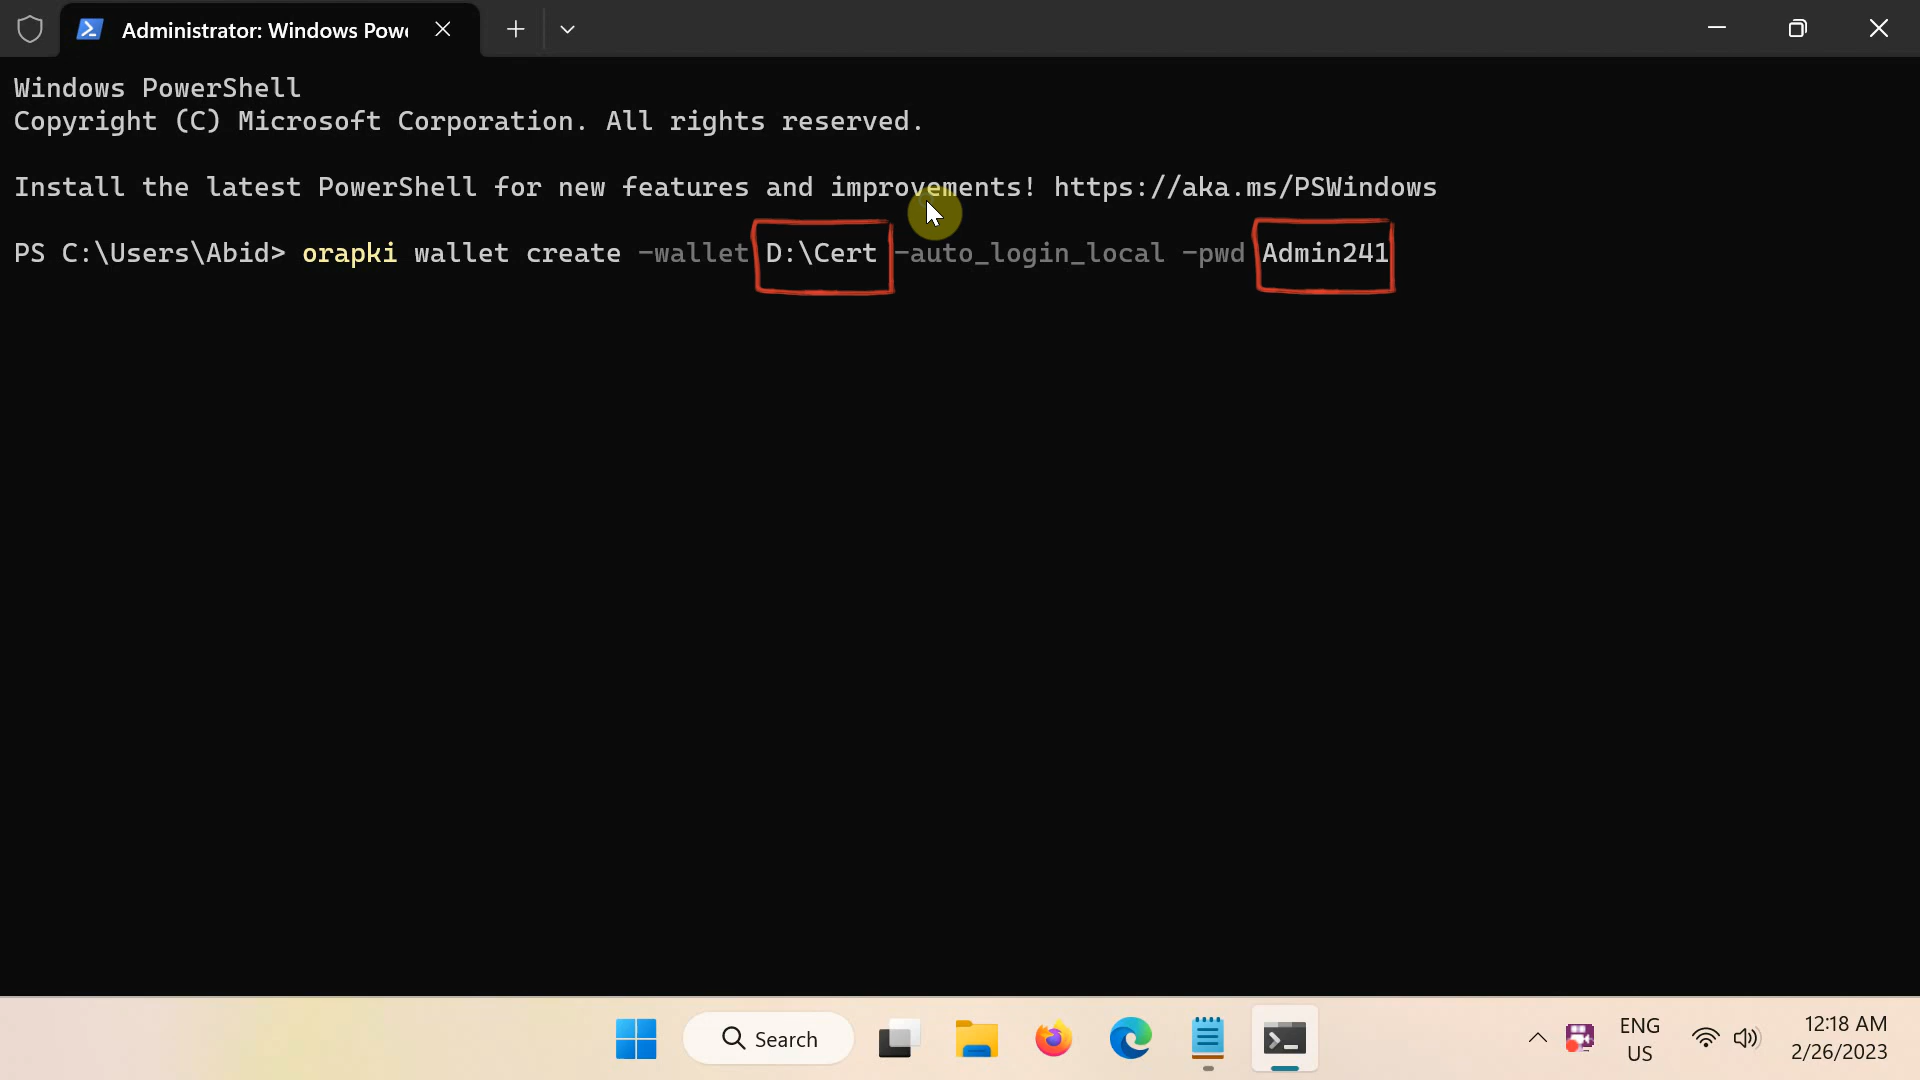 Administrator: Windows Powe
Windows PowerShell
Copyright (C) Microsoft Corporation. All rights reserved.
Install the latest PowerShell for new features and improvements! https://aka.ms/PSWindows
PS C:\Users\Abid> orapki wallet create -wallet D:\Cert -auto_login_local -pwd Admin241
Search
ENG
US
12:18 AM
2/26/2023